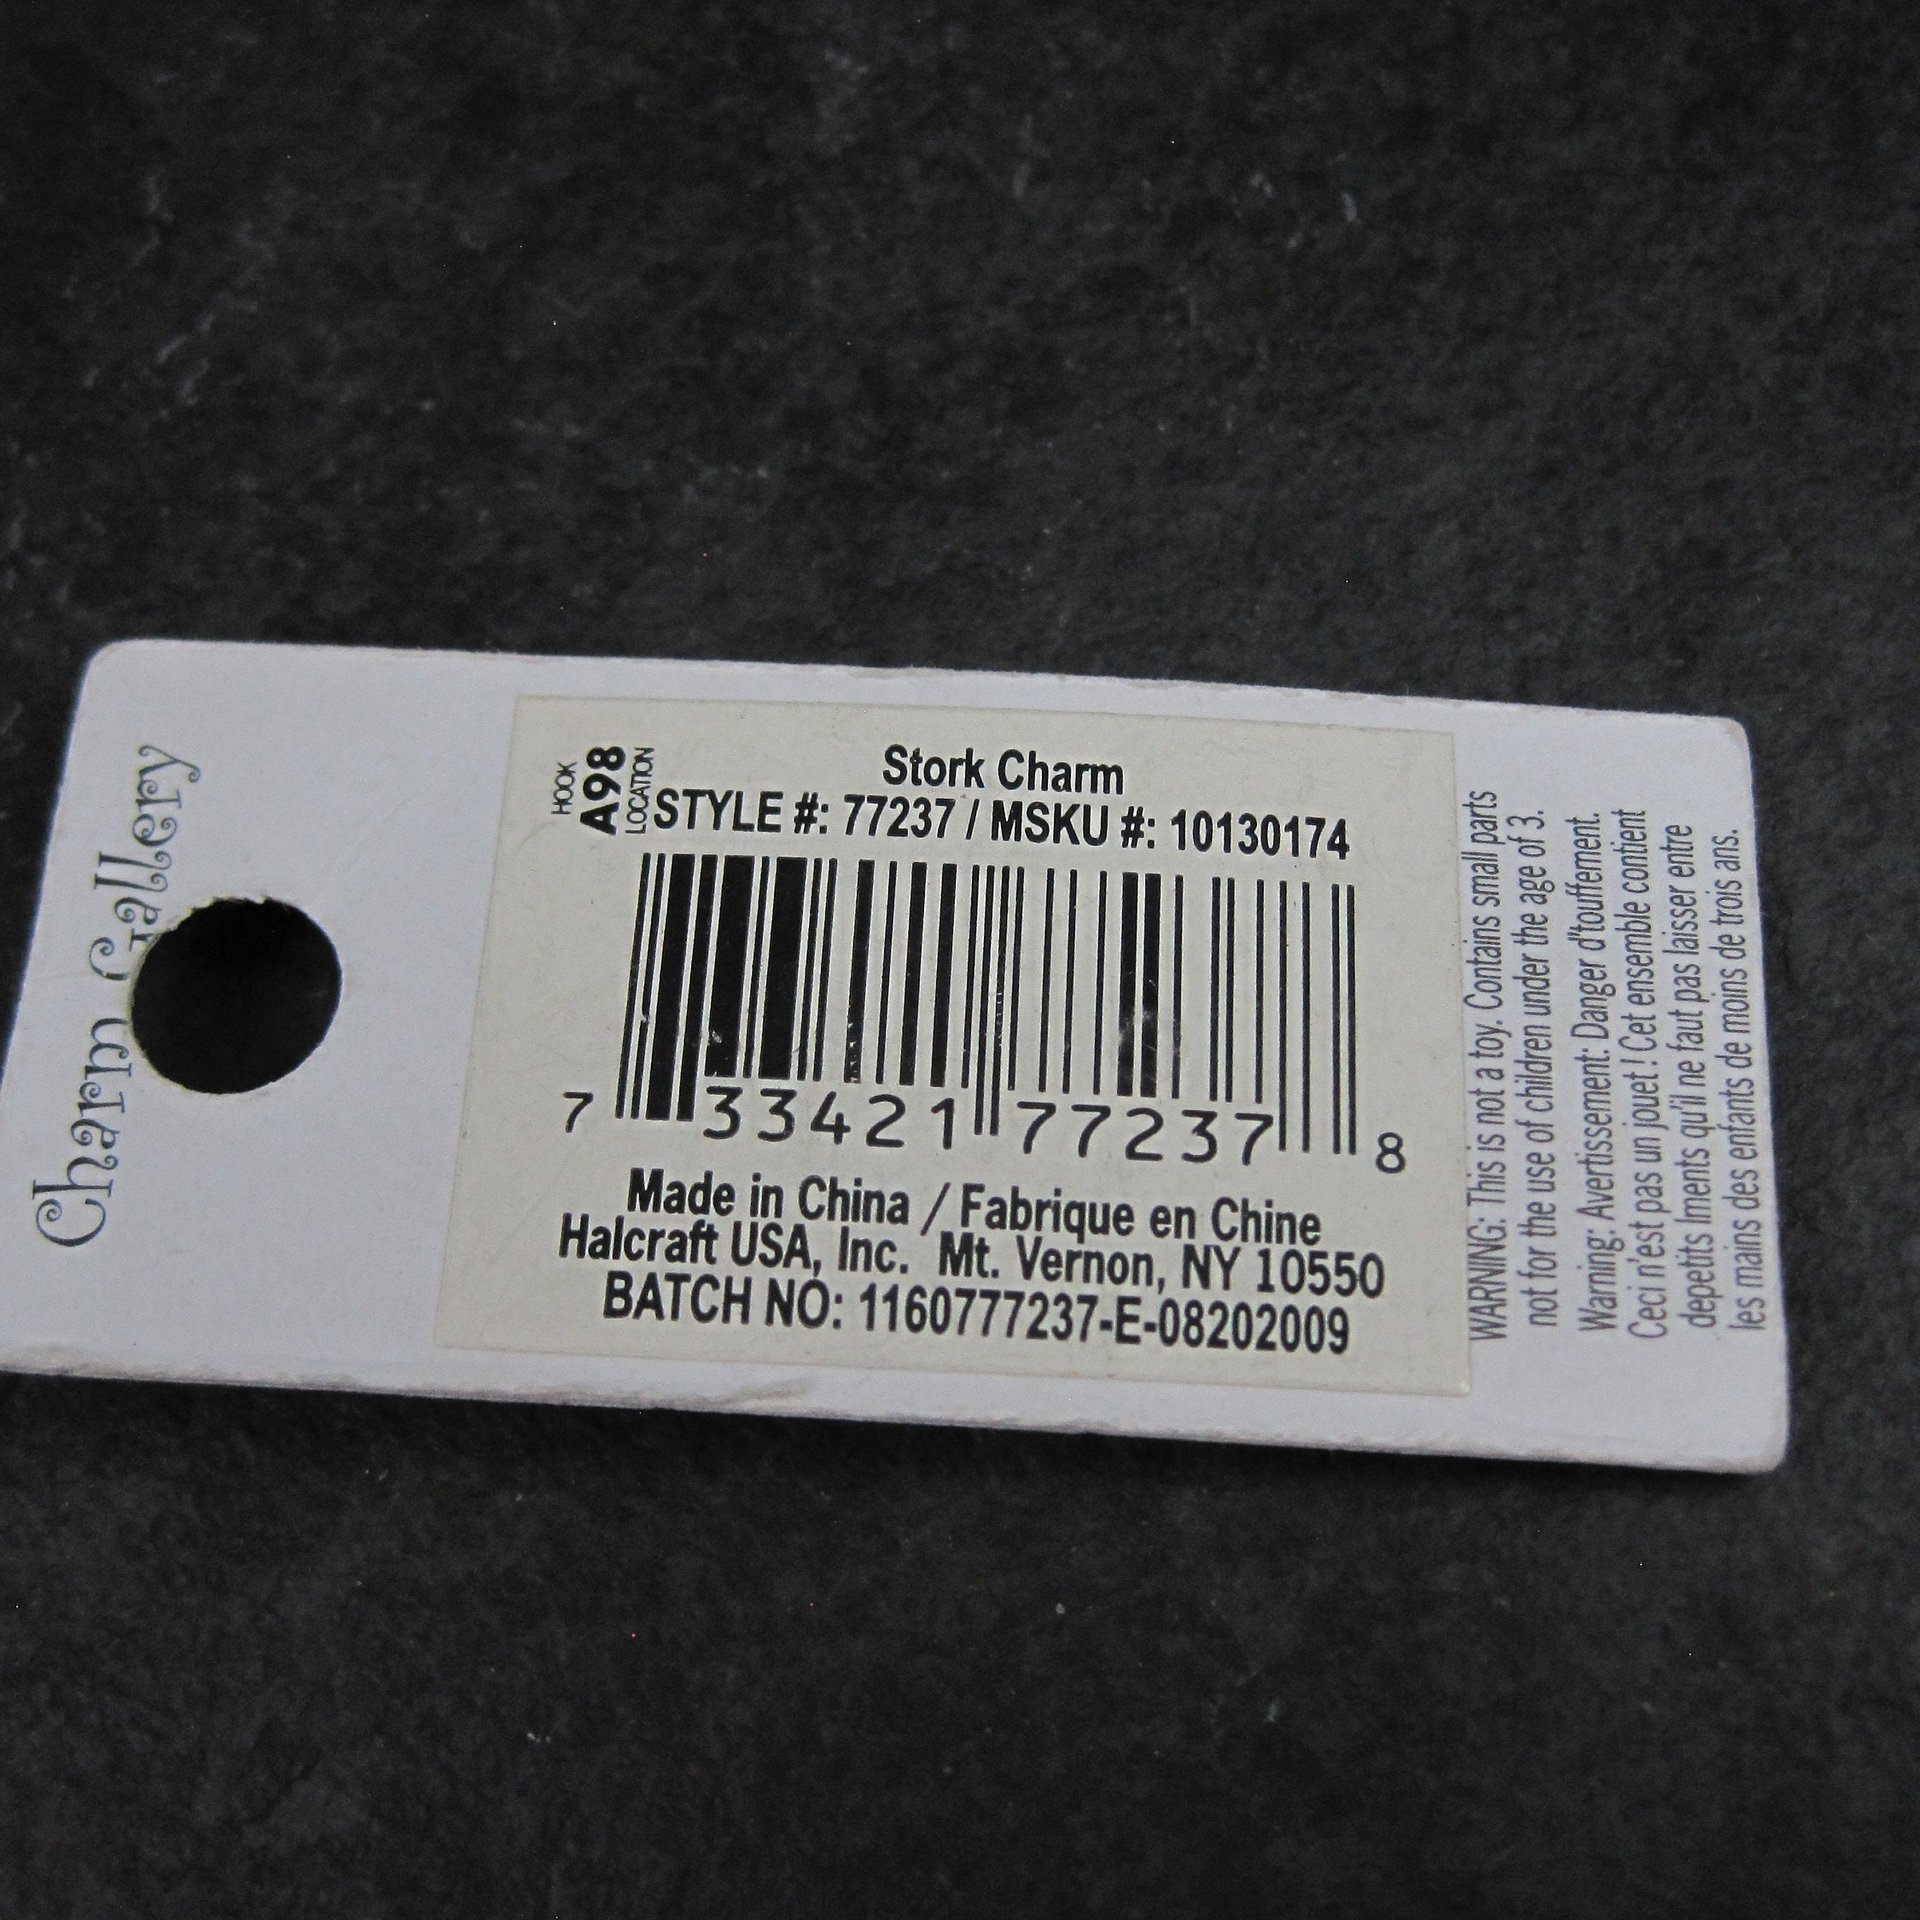 Charm Gallery
HOOK
A98
LOCATION
Stork Charm
STYLE #: 77237 / MSKU #: 10130174
7 33421 77237 8
Made in China / Fabrique en Chine
Halcraft USA, Inc. Mt. Vernon, NY 10550
BATCH NO: 1160777237-E-08202009
WARNING: This is not a toy. Contains small parts
not for the use of children under the age of 3.
Warning: Avertissement: Danger d'touffement.
Ceci n'est pas un jouet ! Cet ensemble contient
depetits lments qu'il ne faut pas laisser entre
les mains des enfants de moins de trois ans.